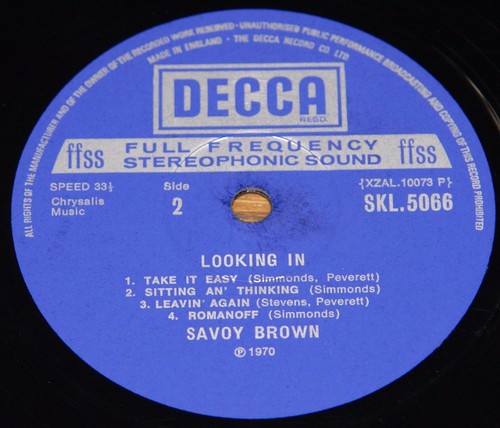 ALL RIGHTS OF THE MANUFACTURER AND OF THE OWNER OF THE RECORDED WORK RESERVED - UNAUTHORISED PUBLIC PERFORMANCE BROADCASTING AND COPYING OF THIS RECORD PROHIBITED
MADE IN ENGLAND - THE DECCA RECORD CO LTD
DECCA
REGD.
ffss FULL FREQUENCY STEREOPHONIC SOUND ffss
SPEED 33⅓ Side {XZAL.10073 P}
Chrysalis Music 2 SKL.5066
LOOKING IN
1. TAKE IT EASY (Simmonds, Peverett)
2. SITTING AN' THINKING (Simmonds)
3. LEAVIN' AGAIN (Stevens, Peverett)
4. ROMANOFF (Simmonds)
SAVOY BROWN
℗ 1970